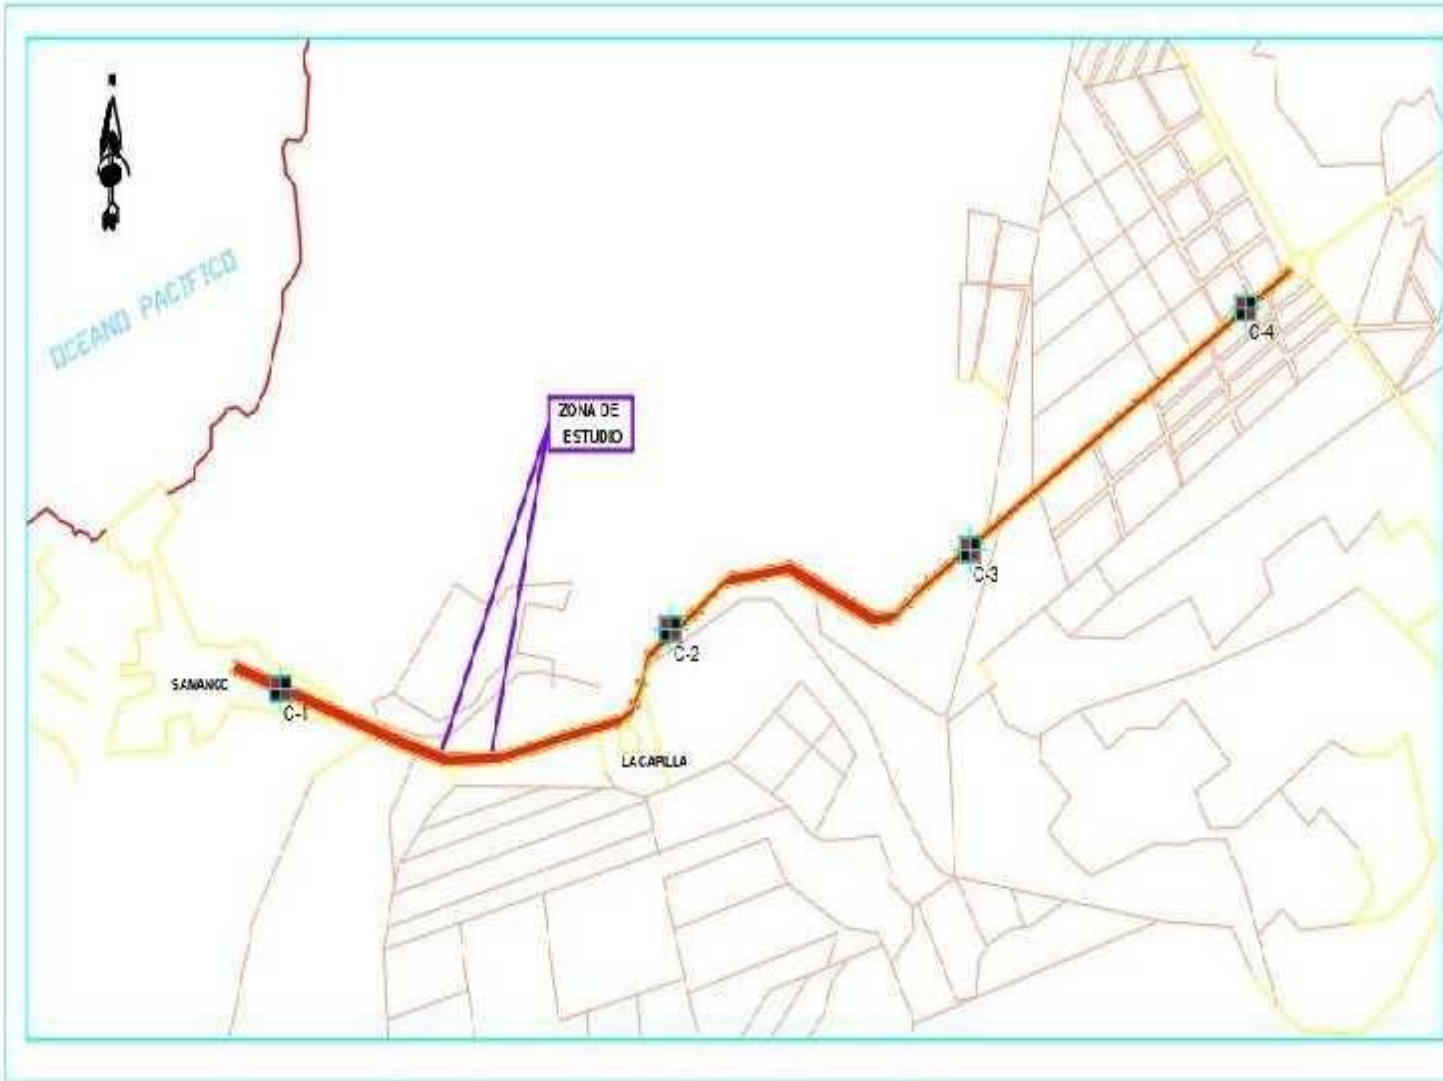 OCEANO PACIFICO
ZONA DE
ESTUDIO
C-4
C-3
C-2
C-1
LA CAPILLA